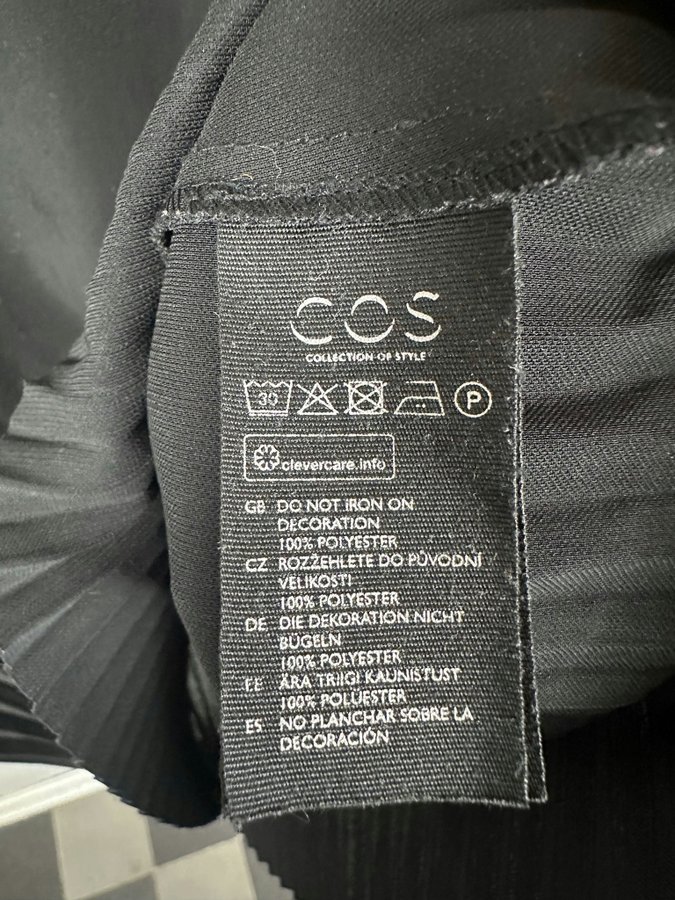 COS
COLLECTION OF STYLE
30 P
clevercare.info
GB DO NOT IRON ON
DECORATION
100% POLYESTER
CZ ROZŽEHLETE DO PŮVODNÍ
VELIKOSTI
100% POLYESTER
DE DIE DEKORATION NICHT
BÜGELN
100% POLYESTER
EE ÄRA TRIIGI KAUNISTUST
100% POLUESTER
ES NO PLANCHAR SOBRE LA
DECORACIÓN